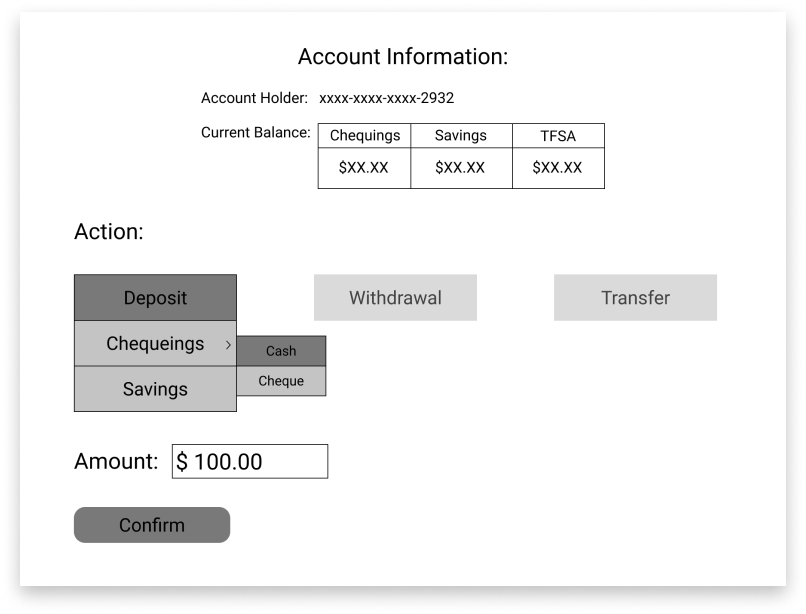 Account Information:
Account Holder: xxxx-xxxx-xxxx-2932
Current Balance: Chequings Savings TFSA
$XX.XX $XX.XX $XX.XX
Action:
Deposit Withdrawal Transfer
Chequeings >
Cash
Cheque
Savings
Amount: $ 100.00
Confirm